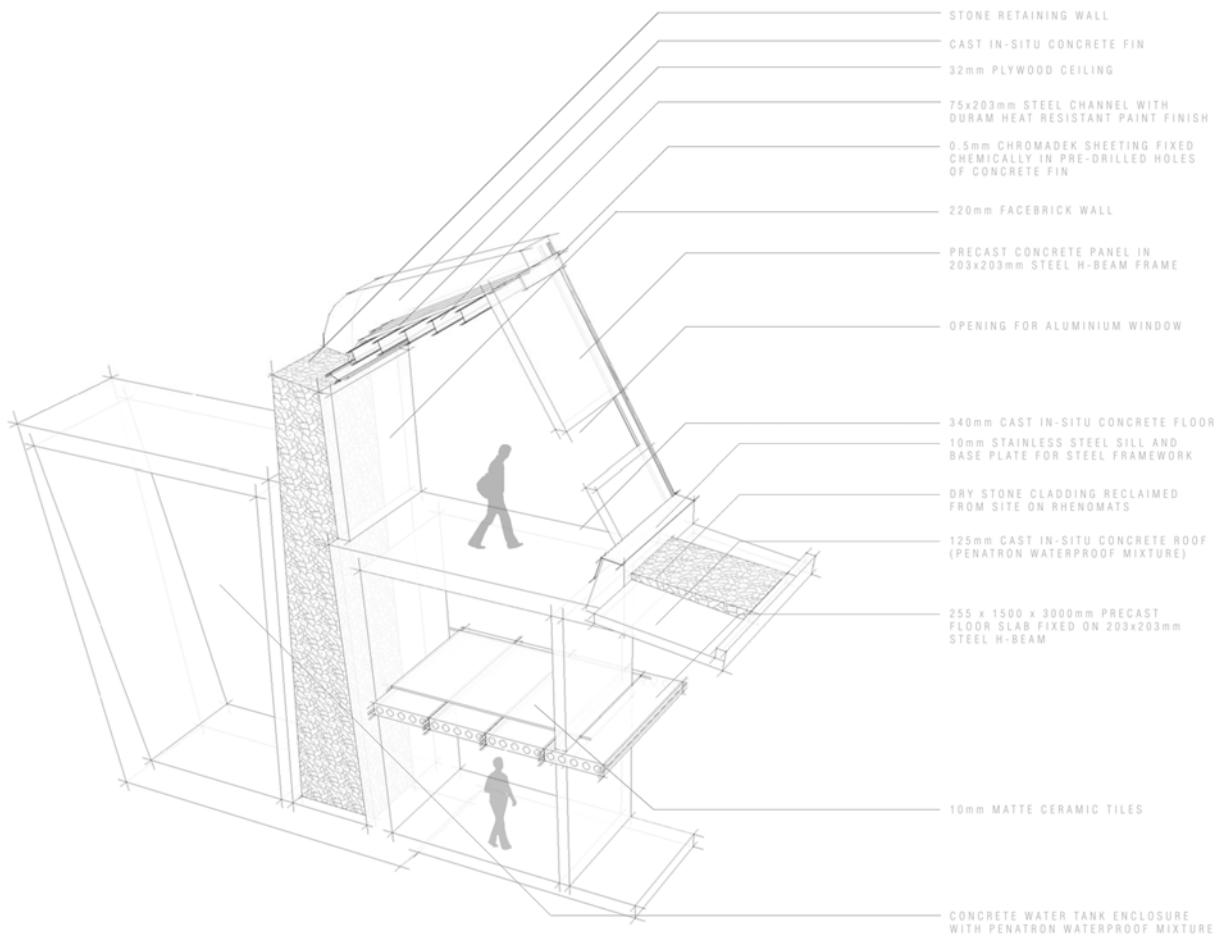 STONE RETAINING WALL
CAST IN-SITU CONCRETE FIN
32mm PLYWOOD CEILING
75x203mm STEEL CHANNEL WITH
DURAM HEAT RESISTANT PAINT FINISH
0.5mm CHROMADEK SHEETING FIXED
CHEMICALLY IN PRE-DRILLED HOLES
OF CONCRETE FIN
220mm FACEBRICK WALL
PRECAST CONCRETE PANEL IN
203x203mm STEEL H-BEAM FRAME
OPENING FOR ALUMINIUM WINDOW
340mm CAST IN-SITU CONCRETE FLOOR
10mm STAINLESS STEEL SILL AND
BASE PLATE FOR STEEL FRAMEWORK
DRY STONE CLADDING RECLAIMED
FROM SITE ON RHENOMATS
125mm CAST IN-SITU CONCRETE ROOF
(PENATRON WATERPROOF MIXTURE)
255 x 1500 x 3000mm PRECAST
FLOOR SLAB FIXED ON 203x203mm
STEEL H-BEAM
10mm MATTE CERAMIC TILES
CONCRETE WATER TANK ENCLOSURE
WITH PENATRON WATERPROOF MIXTURE